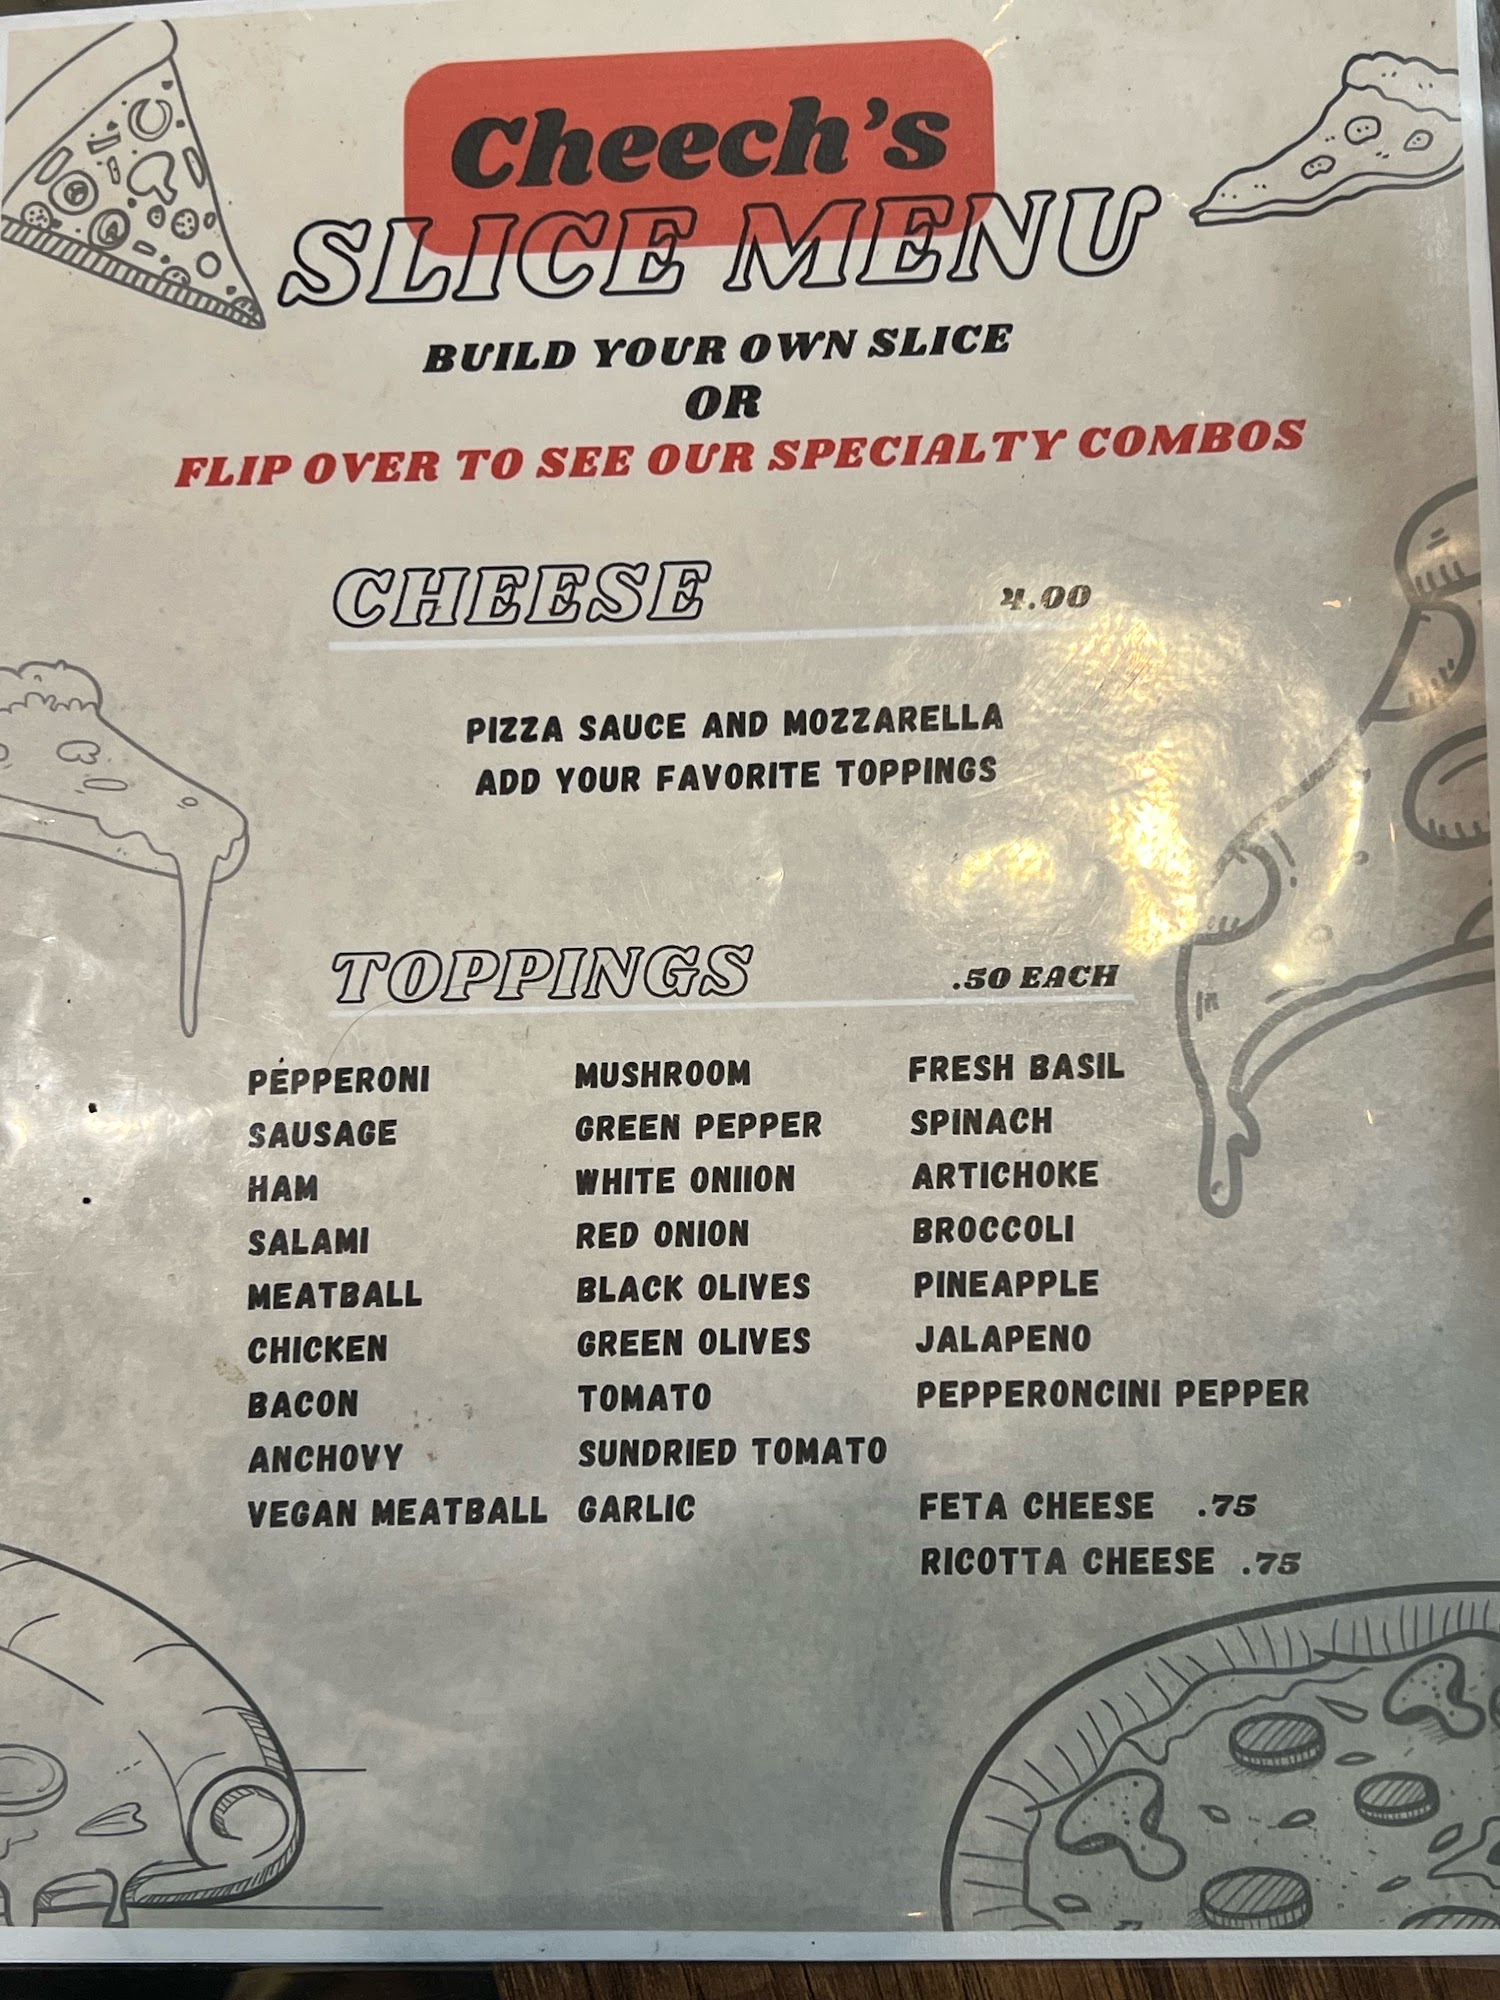 Cheech's
SLICE MENU
BUILD YOUR OWN SLICE
OR
FLIP OVER TO SEE OUR SPECIALTY COMBOS
CHEESE 4.00
PIZZA SAUCE AND MOZZARELLA
ADD YOUR FAVORITE TOPPINGS
TOPPINGS .50 EACH
PEPPERONI
SAUSAGE
HAM
SALAMI
MEATBALL
CHICKEN
BACON
ANCHOVY
VEGAN MEATBALL
MUSHROOM
GREEN PEPPER
WHITE ONIION
RED ONION
BLACK OLIVES
GREEN OLIVES
TOMATO
SUNDRIED TOMATO
GARLIC
FRESH BASIL
SPINACH
ARTICHOKE
BROCCOLI
PINEAPPLE
JALAPENO
PEPPERONCINI PEPPER
FETA CHEESE .75
RICOTTA CHEESE .75